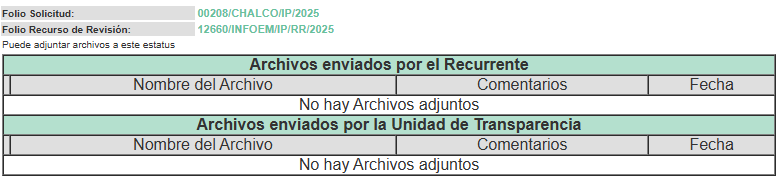 Folio Solicitud: 00208/CHALCO/IP/2025
Folio Recurso de Revisión: 12660/INFOEM/IP/RR/2025
Puede adjuntar archivos a este estatus
Archivos enviados por el Recurrente
Nombre del Archivo Comentarios Fecha
No hay Archivos adjuntos
Archivos enviados por la Unidad de Transparencia
Nombre del Archivo Comentarios Fecha
No hay Archivos adjuntos